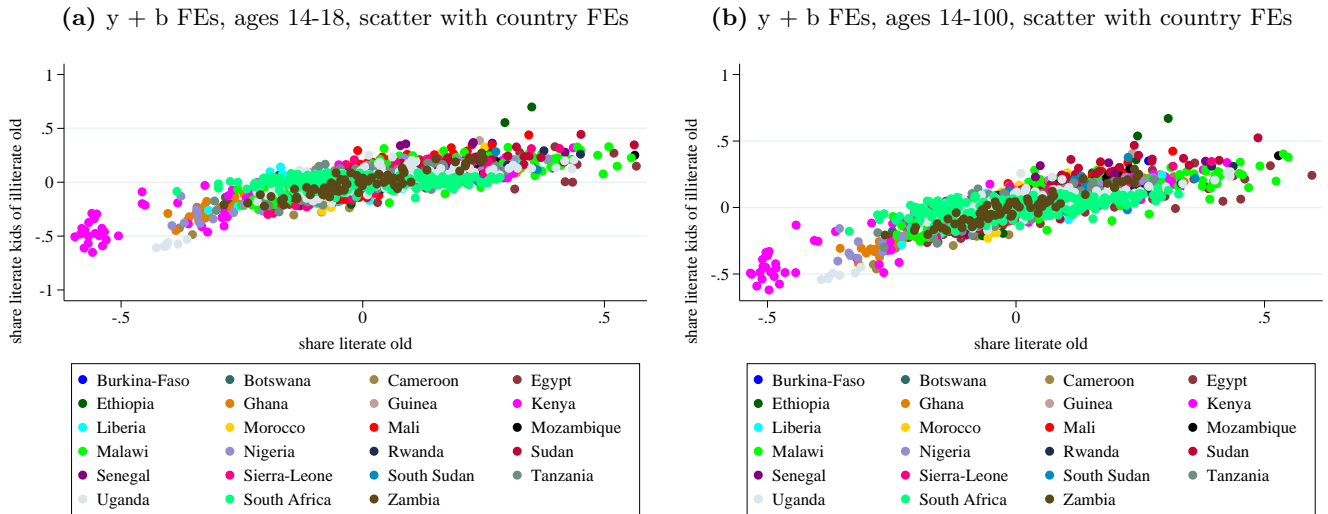 (a) y + b FEs, ages 14-18, scatter with country FEs
1
.5
0
-.5
-1
share literate kids of illiterate old
-.5
0
.5
share literate old
Burkina-Faso Botswana Cameroon Egypt
Ethiopia Ghana Guinea Kenya
Liberia Morocco Mali Mozambique
Malawi Nigeria Rwanda Sudan
Senegal Sierra-Leone South Sudan Tanzania
Uganda South Africa Zambia
(b) y + b FEs, ages 14-100, scatter with country FEs
1
.5
0
-.5
share literate kids of illiterate old
-.5
0
.5
share literate old
Burkina-Faso Botswana Cameroon Egypt
Ethiopia Ghana Guinea Kenya
Liberia Morocco Mali Mozambique
Malawi Nigeria Rwanda Sudan
Senegal Sierra-Leone South Sudan Tanzania
Uganda South Africa Zambia